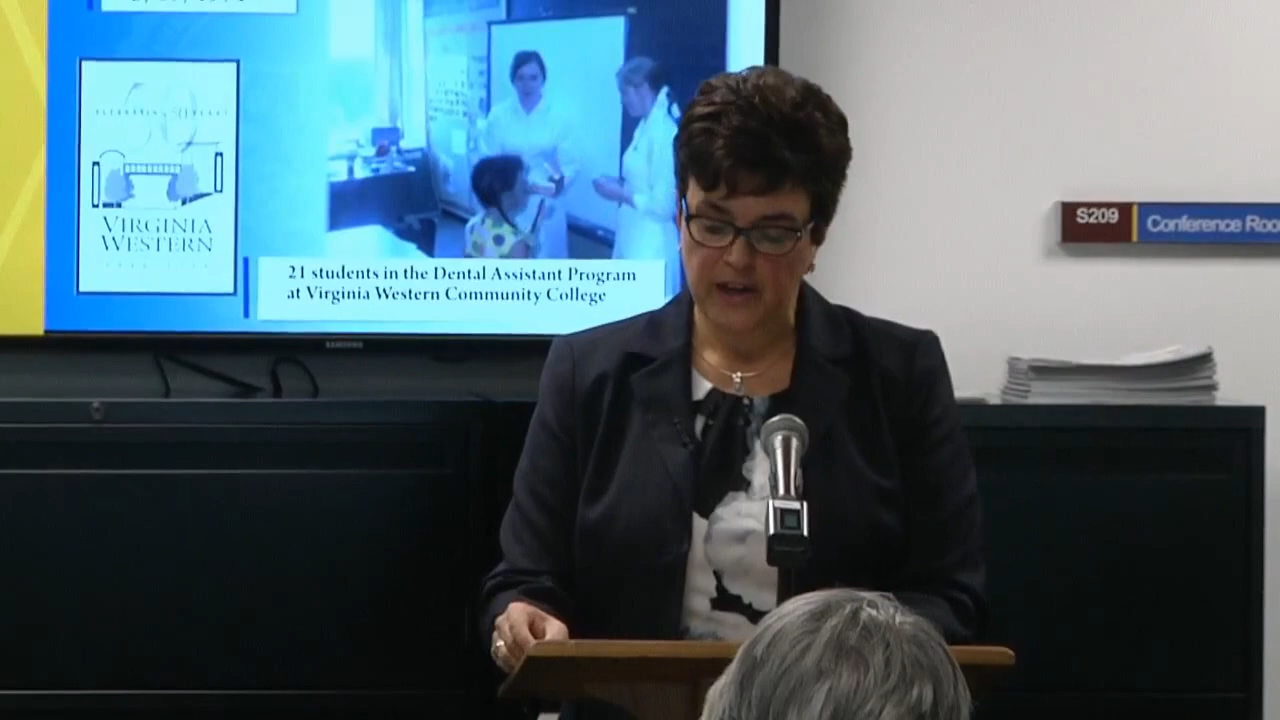 VIRGINIA
WESTERN
21 students in the Dental Assistant Program
at Virginia Western Community College
SAMSUNG
S209
Conference Roo